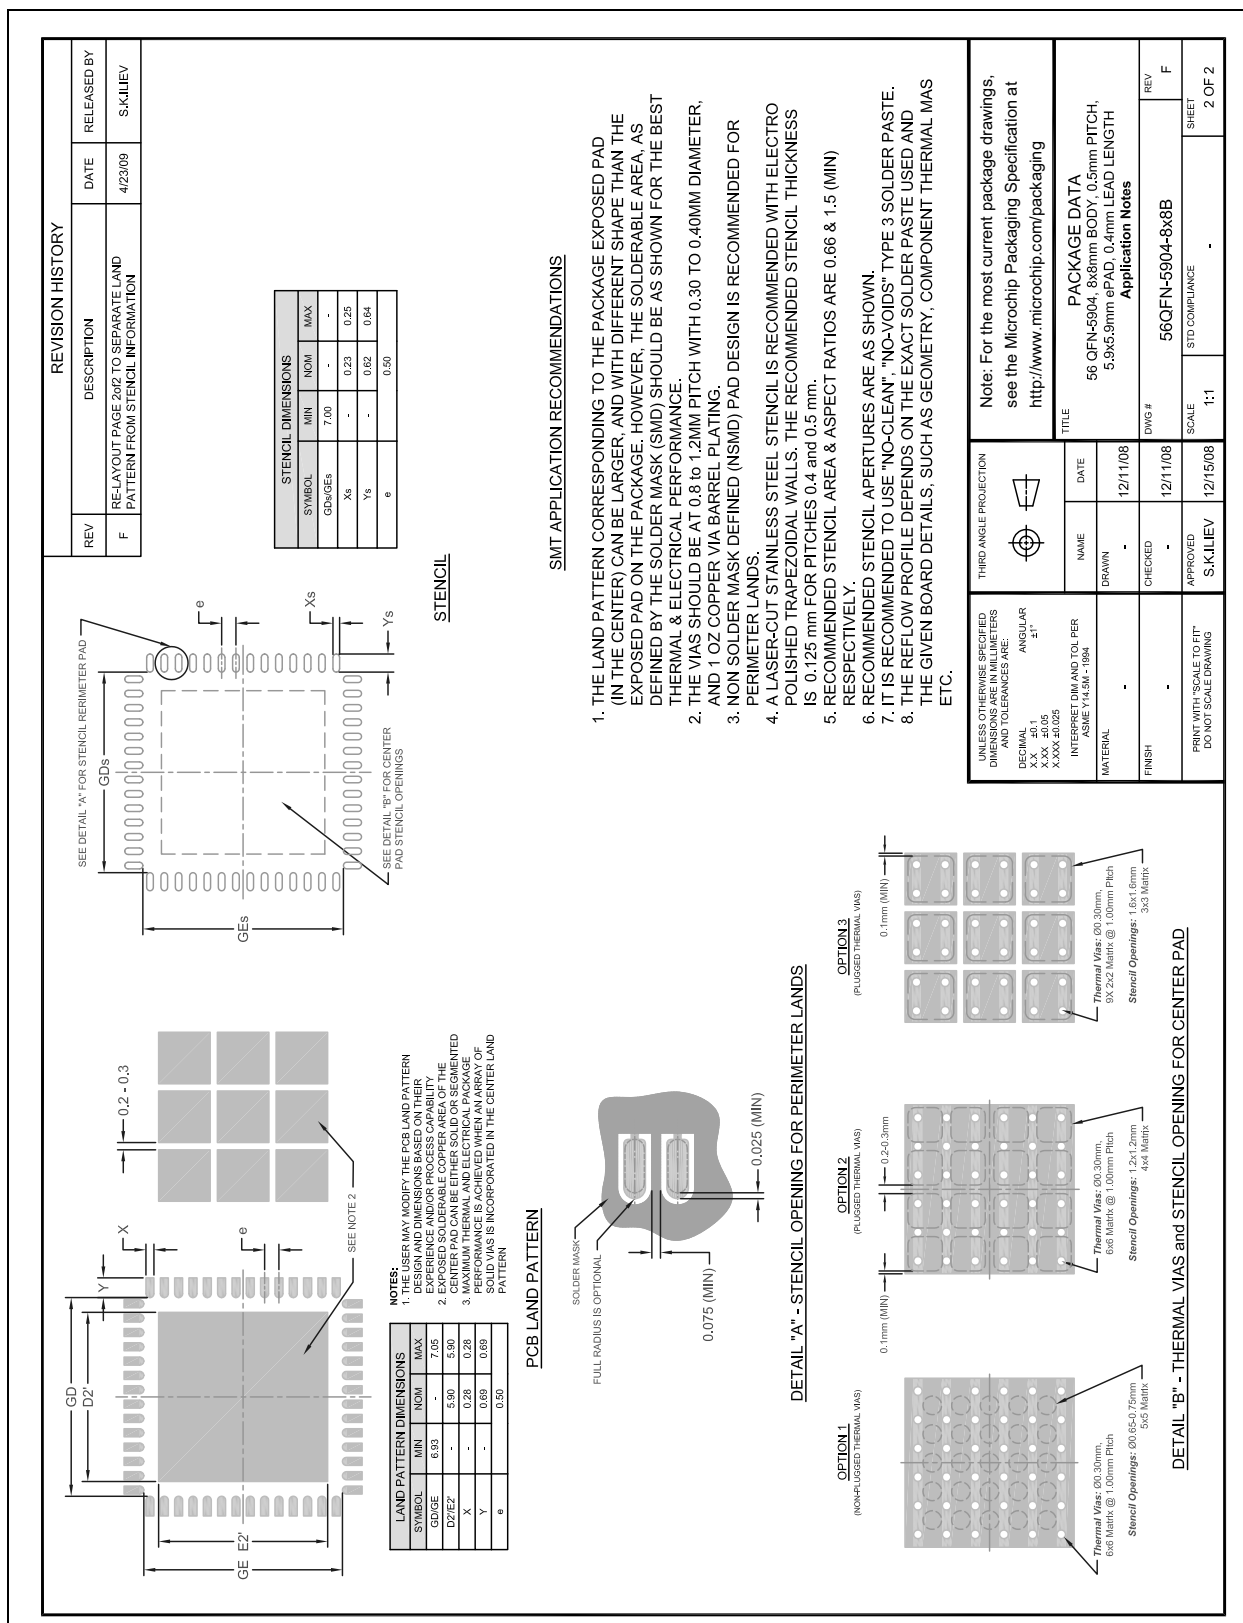 REVISION HISTORY
REV DESCRIPTION DATE RELEASED BY
F RE-LAYOUT PAGE 2of2 TO SEPARATE LAND 4/23/09 S.K.ILIEV
PATTERN FROM STENCIL INFORMATION
GD
D2'
Y
X
e
GE
E2'
0.2 - 0.3
SEE NOTE 2
SEE DETAIL "A" FOR STENCIL RERIMETER PAD
GDs
GEs
e
Xs
Ys
SEE DETAIL "B" FOR CENTER
PAD STENCIL OPENINGS
STENCIL DIMENSIONS
SYMBOL MIN NOM MAX
GDs/GEs 7.00 - -
Xs - 0.23 0.25
Ys - 0.62 0.64
e 0.50
STENCIL
LAND PATTERN DIMENSIONS
SYMBOL MIN NOM MAX
GD/GE 6.93 - 7.05
D2'/E2' - 5.90 5.90
X - 0.28 0.28
Y - 0.69 0.69
e 0.50
NOTES:
1. THE USER MAY MODIFY THE PCB LAND PATTERN
DESIGN AND DIMENSIONS BASED ON THEIR
EXPERIENCE AND/OR PROCESS CAPABILITY
2. EXPOSED SOLDERABLE COPPER AREA OF THE
CENTER PAD CAN BE EITHER SOLID OR SEGMENTED
3. MAXIMUM THERMAL AND ELECTRICAL PACKAGE
PERFORMANCE IS ACHIEVED WHEN AN ARRAY OF
SOLID VIAS IS INCORPORATED IN THE CENTER LAND
PATTERN
PCB LAND PATTERN
SOLDER MASK
FULL RADIUS IS OPTIONAL
0.075 (MIN)
0.025 (MIN)
DETAIL "A" - STENCIL OPENING FOR PERIMETER LANDS
SMT APPLICATION RECOMMENDATIONS
1. THE LAND PATTERN CORRESPONDING TO THE PACKAGE EXPOSED PAD
(IN THE CENTER) CAN BE LARGER, AND WITH DIFFERENT SHAPE THAN THE
EXPOSED PAD ON THE PACKAGE. HOWEVER, THE SOLDERABLE AREA, AS
DEFINED BY THE SOLDER MASK (SMD) SHOULD BE AS SHOWN FOR THE BEST
THERMAL & ELECTRICAL PERFORMANCE.
2. THE VIAS SHOULD BE AT 0.8 to 1.2MM PITCH WITH 0.30 TO 0.40MM DIAMETER,
AND 1 OZ COPPER VIA BARREL PLATING.
3. NON SOLDER MASK DEFINED (NSMD) PAD DESIGN IS RECOMMENDED FOR
PERIMETER LANDS.
4. A LASER-CUT STAINLESS STEEL STENCIL IS RECOMMENDED WITH ELECTRO
POLISHED TRAPEZOIDAL WALLS. THE RECOMMENDED STENCIL THICKNESS
IS 0.125 mm FOR PITCHES 0.4 and 0.5 mm.
5. RECOMMENDED STENCIL AREA & ASPECT RATIOS ARE 0.66 & 1.5 (MIN)
RESPECTIVELY.
6. RECOMMENDED STENCIL APERTURES ARE AS SHOWN.
7. IT IS RECOMMENDED TO USE "NO-CLEAN", "NO-VOIDS" TYPE 3 SOLDER PASTE.
8. THE REFLOW PROFILE DEPENDS ON THE EXACT SOLDER PASTE USED AND
THE GIVEN BOARD DETAILS, SUCH AS GEOMETRY, COMPONENT THERMAL MAS
ETC.
OPTION 1
(NON-PLUGGED THERMAL VIAS)
Thermal Vias: Ø0.30mm,
6x6 Matrix @ 1.00mm Pitch
Stencil Openings: Ø0.65-0.75mm
5x5 Matrix
OPTION 2
(PLUGGED THERMAL VIAS)
0.1mm (MIN)
0.2-0.3mm
Thermal Vias: Ø0.30mm,
6x6 Matrix @ 1.00mm Pitch
Stencil Openings: 1.2x1.2mm
4x4 Matrix
OPTION 3
(PLUGGED THERMAL VIAS)
0.1mm (MIN)
Thermal Vias: Ø0.30mm,
9X 2x2 Matrix @ 1.00mm Pitch
Stencil Openings: 1.6x1.6mm
3x3 Matrix
DETAIL "B" - THERMAL VIAS and STENCIL OPENING FOR CENTER PAD
UNLESS OTHERWISE SPECIFIED
DIMENSIONS ARE IN MILLIMETERS
AND TOLERANCES ARE:
DECIMAL ANGULAR
X.X ±0.1 ±1°
X.XX ±0.05
X.XXX ±0.025
INTERPRET DIM AND TOL PER
ASME Y14.5M - 1994
MATERIAL
-
FINISH
-
PRINT WITH "SCALE TO FIT"
DO NOT SCALE DRAWING
THIRD ANGLE PROJECTION
NAME DATE
DRAWN
- 12/11/08
CHECKED
- 12/11/08
APPROVED
S.K.ILIEV 12/15/08
Note: For the most current package drawings,
see the Microchip Packaging Specification at
http://www.microchip.com/packaging
TITLE
PACKAGE DATA
56 QFN-5904, 8x8mm BODY, 0.5mm PITCH,
5.9x5.9mm ePAD, 0.4mm LEAD LENGTH
Application Notes
DWG # REV
56QFN-5904-8x8B F
SCALE STD COMPLIANCE SHEET
1:1 - 2 OF 2